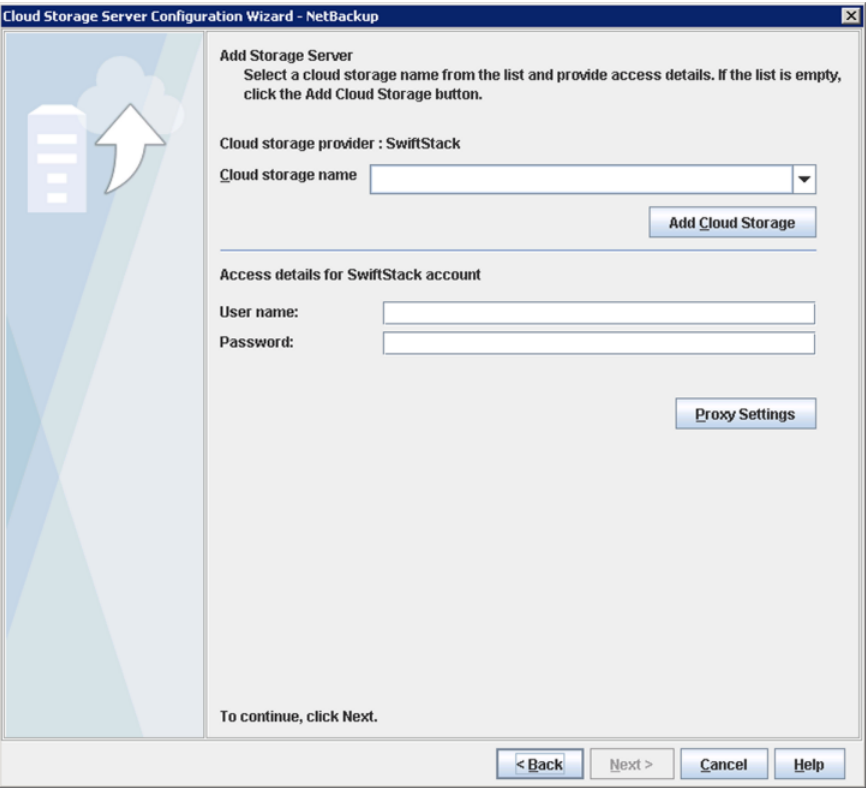 Cloud Storage Server Configuration Wizard - NetBackup
Add Storage Server
Select a cloud storage name from the list and provide access details. If the list is empty,
click the Add Cloud Storage button.
Cloud storage provider : SwiftStack
Cloud storage name
Add Cloud Storage
Access details for SwiftStack account
User name:
Password:
Proxy Settings
To continue, click Next.
< Back Next > Cancel Help